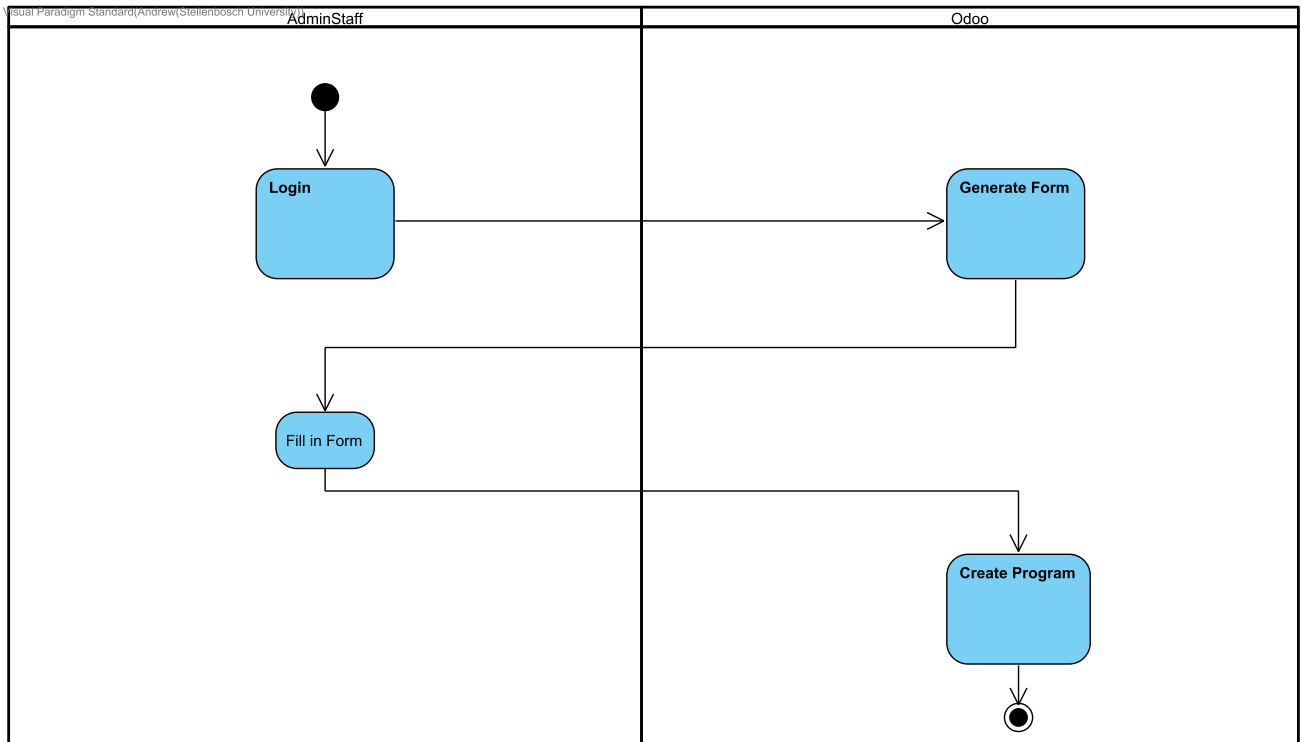 Visual Paradigm Standard(Andrew(Stellenbosch University))
AdminStaff
Odoo
Login
Generate Form
Fill in Form
Create Program